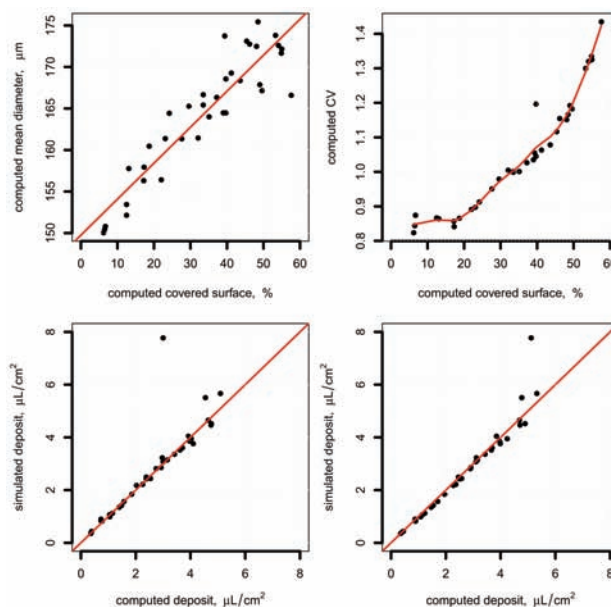 computed mean diameter, μm
150 155 160 165 170 175
0 10 20 30 40 50 60
computed covered surface, %
computed CV
0.8 0.9 1.0 1.1 1.2 1.3 1.4
0 10 20 30 40 50 60
computed covered surface, %
simulated deposit, μL/cm²
0 2 4 6 8
0 2 4 6 8
computed deposit, μL/cm²
simulated deposit, μL/cm²
0 2 4 6 8
0 2 4 6 8
computed deposit, μL/cm²